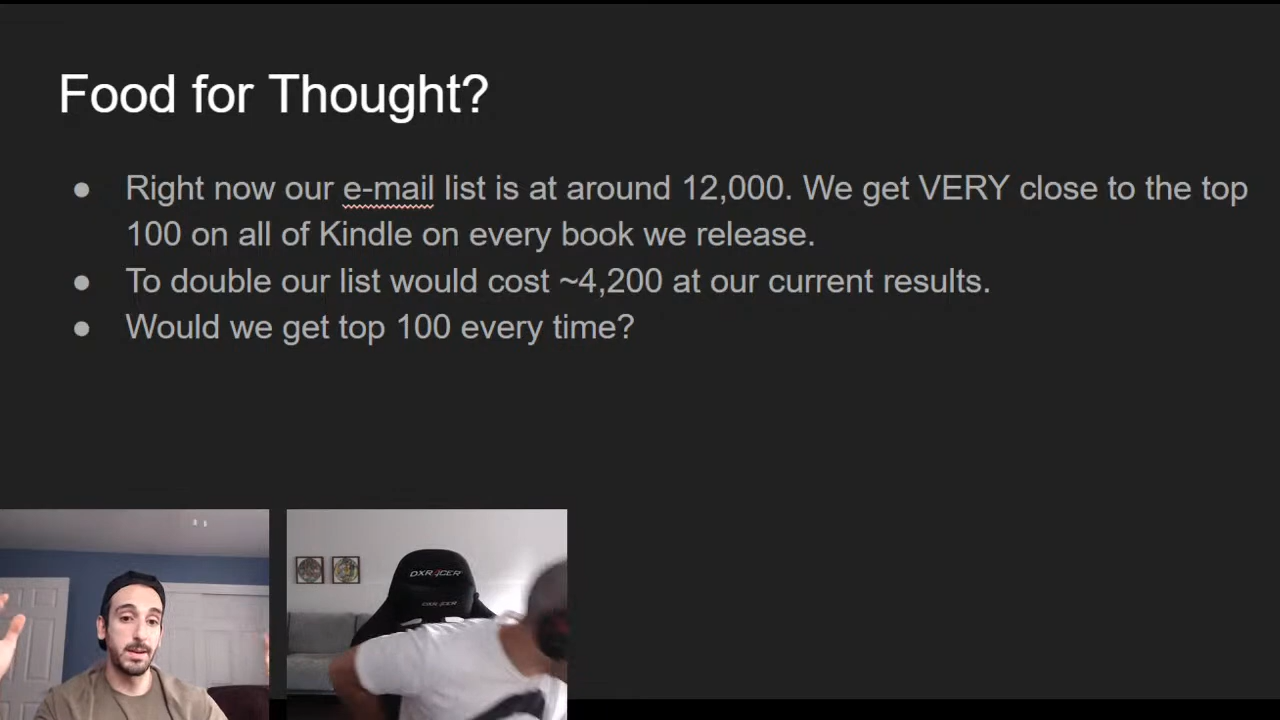 Food for Thought?
● Right now our e-mail list is at around 12,000. We get VERY close to the top
100 on all of Kindle on every book we release.
● To double our list would cost ~4,200 at our current results.
● Would we get top 100 every time?
DXRACER
DXRACER